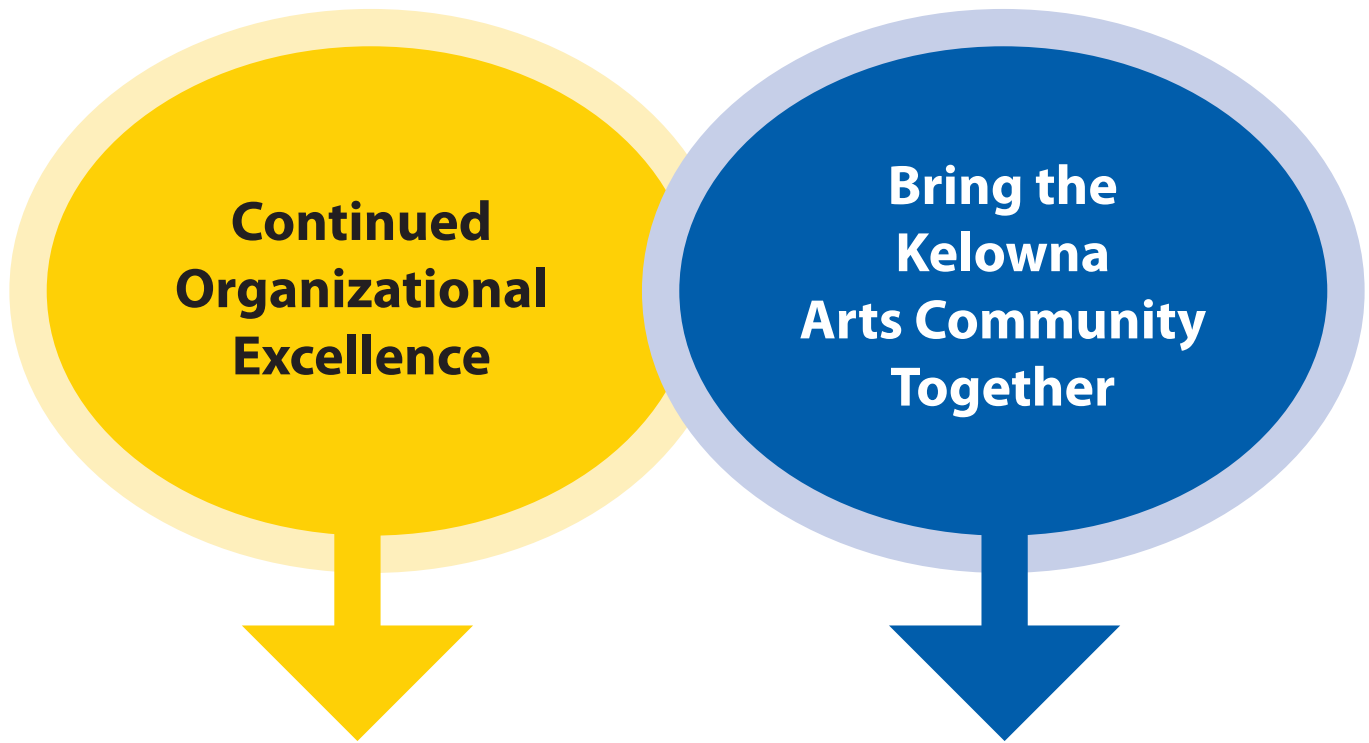 Continued
Organizational
Excellence
Bring the
Kelowna
Arts Community
Together